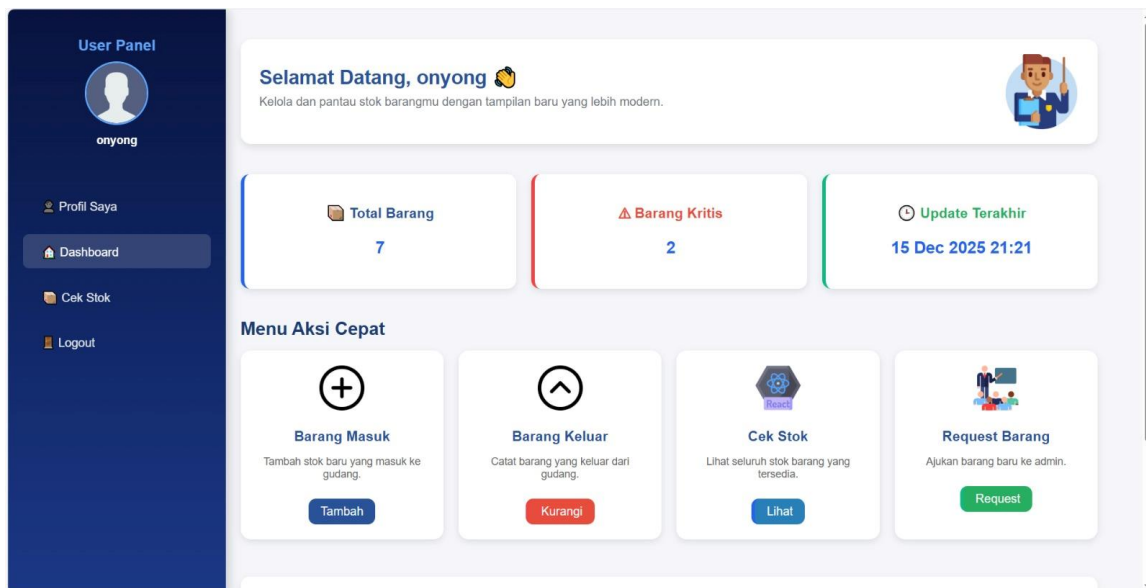 User Panel
onyong
Profil Saya
Dashboard
Cek Stok
Logout
Selamat Datang, onyong 👋
Kelola dan pantau stok barangmu dengan tampilan baru yang lebih modern.
📦 Total Barang
7
⚠ Barang Kritis
2
🕒 Update Terakhir
15 Dec 2025 21:21
Menu Aksi Cepat
Barang Masuk
Tambah stok baru yang masuk ke
gudang.
Tambah
Barang Keluar
Catat barang yang keluar dari
gudang.
Kurangi
React
Cek Stok
Lihat seluruh stok barang yang
tersedia.
Lihat
Request Barang
Ajukan barang baru ke admin.
Request